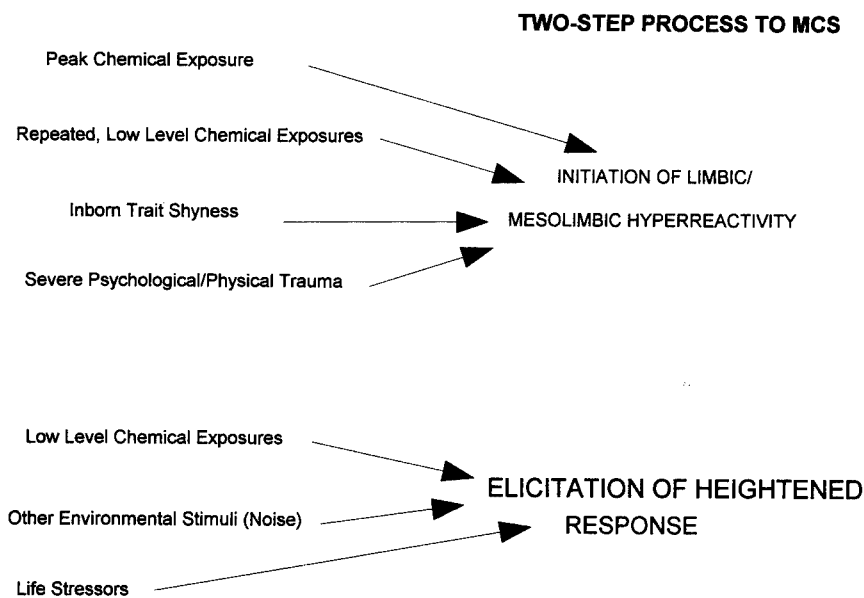 TWO-STEP PROCESS TO MCS
Peak Chemical Exposure
Repeated, Low Level Chemical Exposures
INITIATION OF LIMBIC/
Inborn Trait Shyness
MESOLIMBIC HYPERREACTIVITY
Severe Psychological/Physical Trauma
Low Level Chemical Exposures
ELICITATION OF HEIGHTENED
Other Environmental Stimuli (Noise)
RESPONSE
Life Stressors